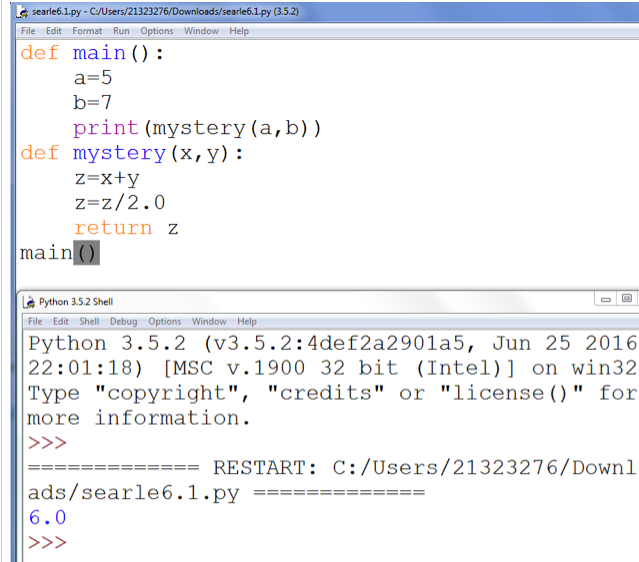 searle6.1.py - C:/Users/21323276/Downloads/searle6.1.py (3.5.2)
File Edit Format Run Options Window Help
def main():
    a=5
    b=7
    print(mystery(a,b))
def mystery(x,y):
    z=x+y
    z=z/2.0
    return z
main()
Python 3.5.2 Shell
File Edit Shell Debug Options Window Help
Python 3.5.2 (v3.5.2:4def2a2901a5, Jun 25 2016
22:01:18) [MSC v.1900 32 bit (Intel)] on win32
Type "copyright", "credits" or "license()" for
more information.
>>>
============= RESTART: C:/Users/21323276/Downl
ads/searle6.1.py =============
6.0
>>>